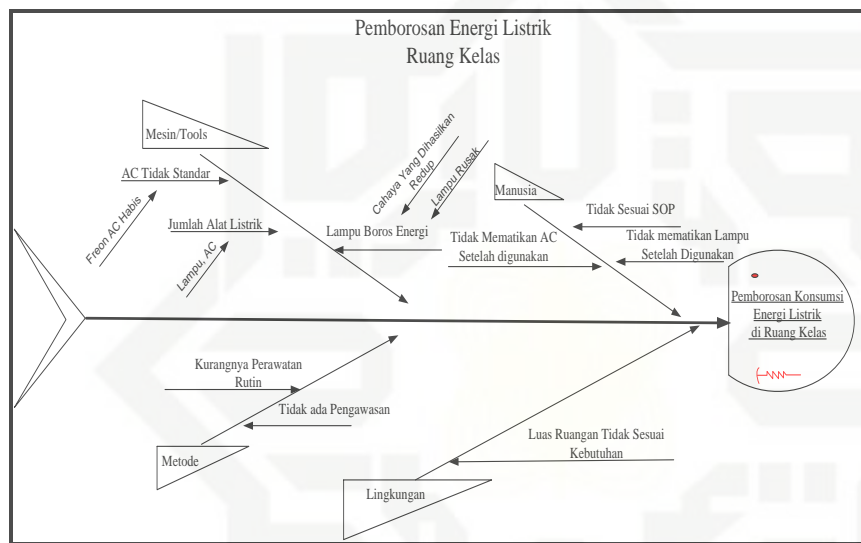 Pemborosan Energi Listrik
Ruang Kelas
Mesin/Tools
AC Tidak Standar
Freon AC Habis
Jumlah Alat Listrik
Lampu, AC
Cahaya Yang Dihasilkan
Redup
Lampu Rusak
Lampu Boros Energi
Manusia
Tidak Sesuai SOP
Tidak Mematikan AC
Setelah digunakan
Tidak mematikan Lampu
Setelah Digunakan
Pemborosan Konsumsi
Energi Listrik
di Ruang Kelas
Kurangnya Perawatan
Rutin
Tidak ada Pengawasan
Metode
Luas Ruangan Tidak Sesuai
Kebutuhan
Lingkungan